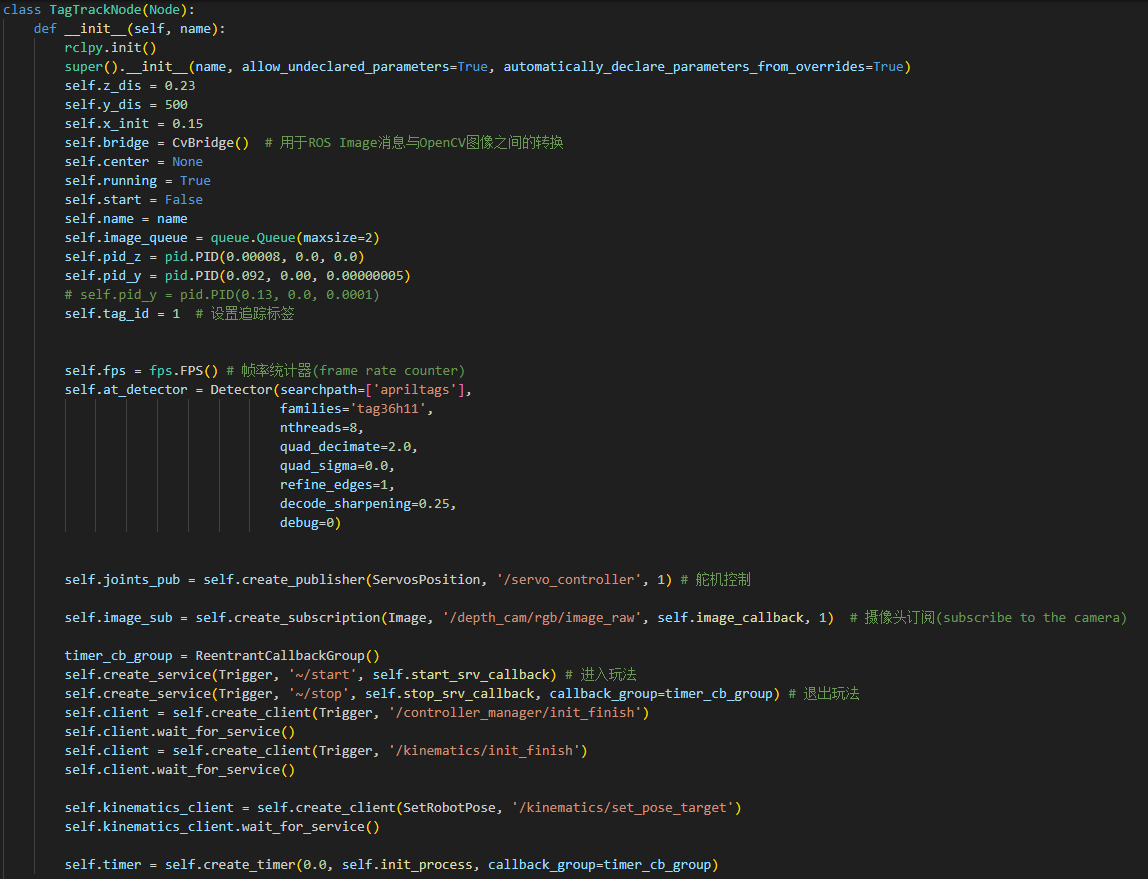 class TagTrackNode(Node):
def __init__(self, name):
rclpy.init()
super().__init__(name, allow_undeclared_parameters=True, automatically_declare_parameters_from_overrides=True)
self.z_dis = 0.23
self.y_dis = 500
self.x_init = 0.15
self.bridge = CvBridge()  # 用于ROS Image消息与OpenCV图像之间的转换
self.center = None
self.running = True
self.start = False
self.name = name
self.image_queue = queue.Queue(maxsize=2)
self.pid_z = pid.PID(0.00008, 0.0, 0.0)
self.pid_y = pid.PID(0.092, 0.00, 0.00000005)
# self.pid_y = pid.PID(0.13, 0.0, 0.0001)
self.tag_id = 1  # 设置追踪标签
self.fps = fps.FPS() # 帧率统计器(frame rate counter)
self.at_detector = Detector(searchpath=['apriltags'],
families='tag36h11',
nthreads=8,
quad_decimate=2.0,
quad_sigma=0.0,
refine_edges=1,
decode_sharpening=0.25,
debug=0)
self.joints_pub = self.create_publisher(ServosPosition, '/servo_controller', 1) # 舵机控制
self.image_sub = self.create_subscription(Image, '/depth_cam/rgb/image_raw', self.image_callback, 1)  # 摄像头订阅(subscribe to the camera)
timer_cb_group = ReentrantCallbackGroup()
self.create_service(Trigger, '~/start', self.start_srv_callback) # 进入玩法
self.create_service(Trigger, '~/stop', self.stop_srv_callback, callback_group=timer_cb_group) # 退出玩法
self.client = self.create_client(Trigger, '/controller_manager/init_finish')
self.client.wait_for_service()
self.client = self.create_client(Trigger, '/kinematics/init_finish')
self.client.wait_for_service()
self.kinematics_client = self.create_client(SetRobotPose, '/kinematics/set_pose_target')
self.kinematics_client.wait_for_service()
self.timer = self.create_timer(0.0, self.init_process, callback_group=timer_cb_group)